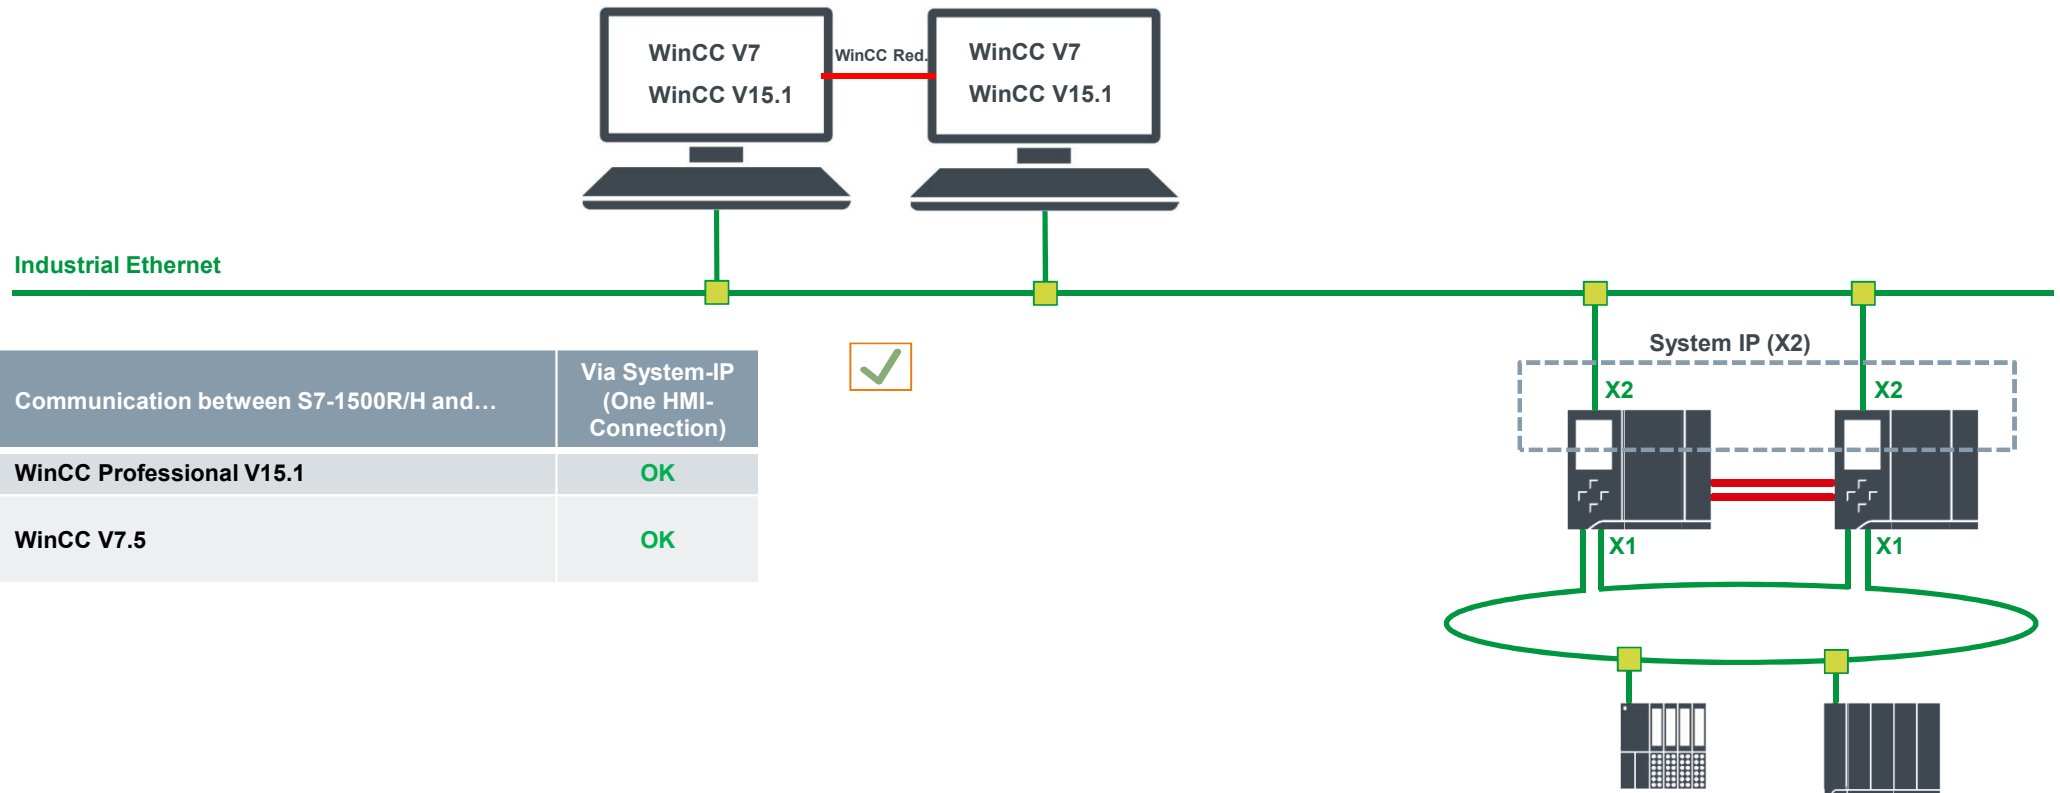 WinCC V7
WinCC V15.1
WinCC Red.
WinCC V7
WinCC V15.1
Industrial Ethernet
System IP (X2)
X2
X2
X1
X1
Communication between S7-1500R/H and…
Via System-IP
(One HMI-
Connection)
WinCC Professional V15.1
OK
WinCC V7.5
OK